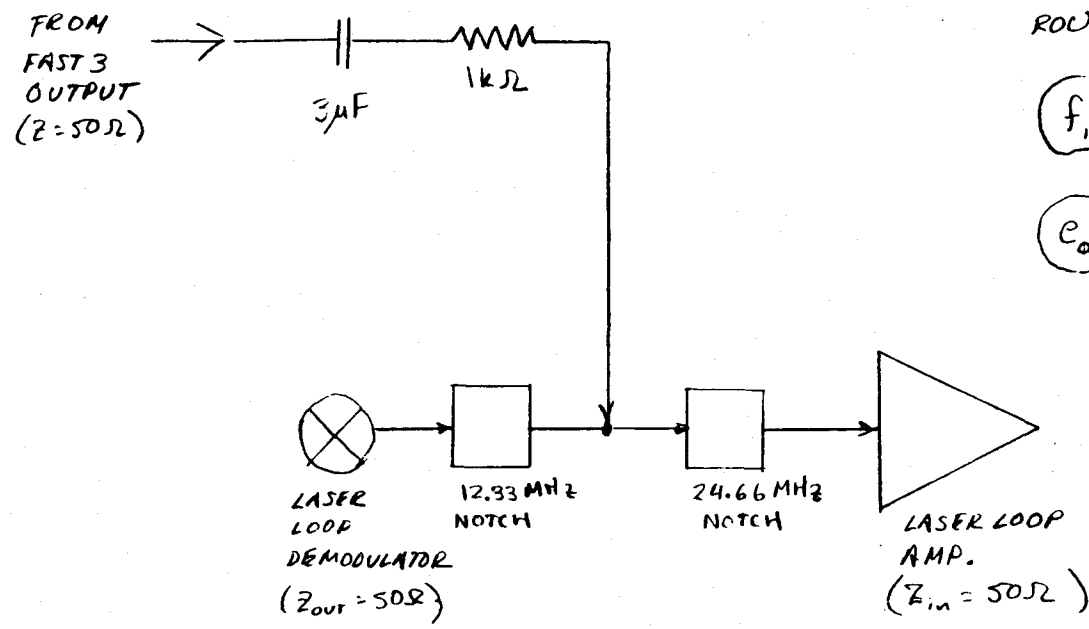 FROM
FAST 3
OUTPUT
(Z = 50Ω)
3μF
1kΩ
f
e
LASER
LOOP
DEMODULATOR
(Zout = 50Ω)
12.33 MHz
NOTCH
24.66 MHz
NOTCH
LASER LOOP
AMP.
(Zin = 50Ω)